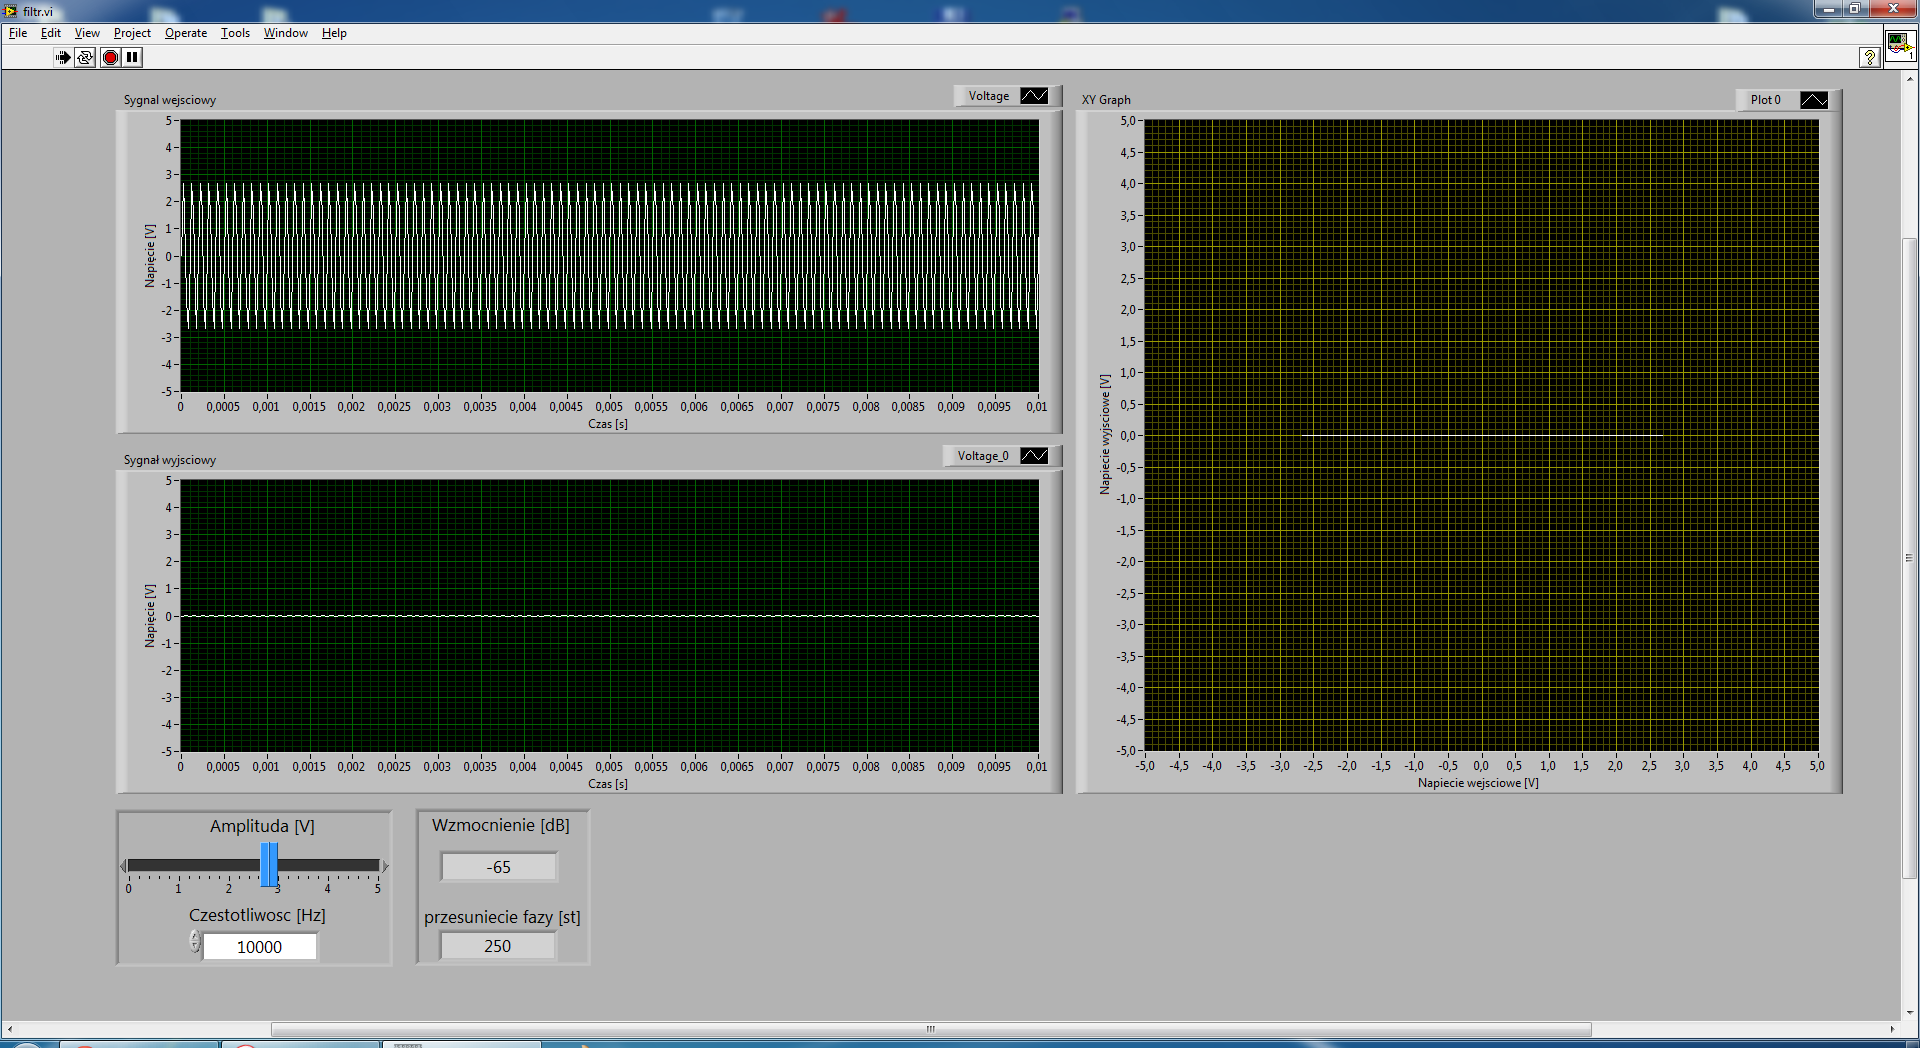 filtr.vi
File Edit View Project Operate Tools Window Help
?
1
Sygnal wejsciowy
Voltage
5
4
3
2
1
0
-1
-2
-3
-4
-5
Napięcie [V]
0 0,0005 0,001 0,0015 0,002 0,0025 0,003 0,0035 0,004 0,0045 0,005 0,0055 0,006 0,0065 0,007 0,0075 0,008 0,0085 0,009 0,0095 0,01
Czas [s]
Sygnał wyjsciowy
Voltage_0
5
4
3
2
1
0
-1
-2
-3
-4
-5
Napięcie [V]
0 0,0005 0,001 0,0015 0,002 0,0025 0,003 0,0035 0,004 0,0045 0,005 0,0055 0,006 0,0065 0,007 0,0075 0,008 0,0085 0,009 0,0095 0,01
Czas [s]
XY Graph
Plot 0
5,0
4,5
4,0
3,5
3,0
2,5
2,0
1,5
1,0
0,5
0,0
-0,5
-1,0
-1,5
-2,0
-2,5
-3,0
-3,5
-4,0
-4,5
-5,0
Napiecie wyjsciowe [V]
-5,0 -4,5 -4,0 -3,5 -3,0 -2,5 -2,0 -1,5 -1,0 -0,5 0,0 0,5 1,0 1,5 2,0 2,5 3,0 3,5 4,0 4,5 5,0
Napiecie wejsciowe [V]
Amplituda [V]
0 1 2 3 4 5
Czestotliwosc [Hz]
10000
Wzmocnienie [dB]
-65
przesuniecie fazy [st]
250